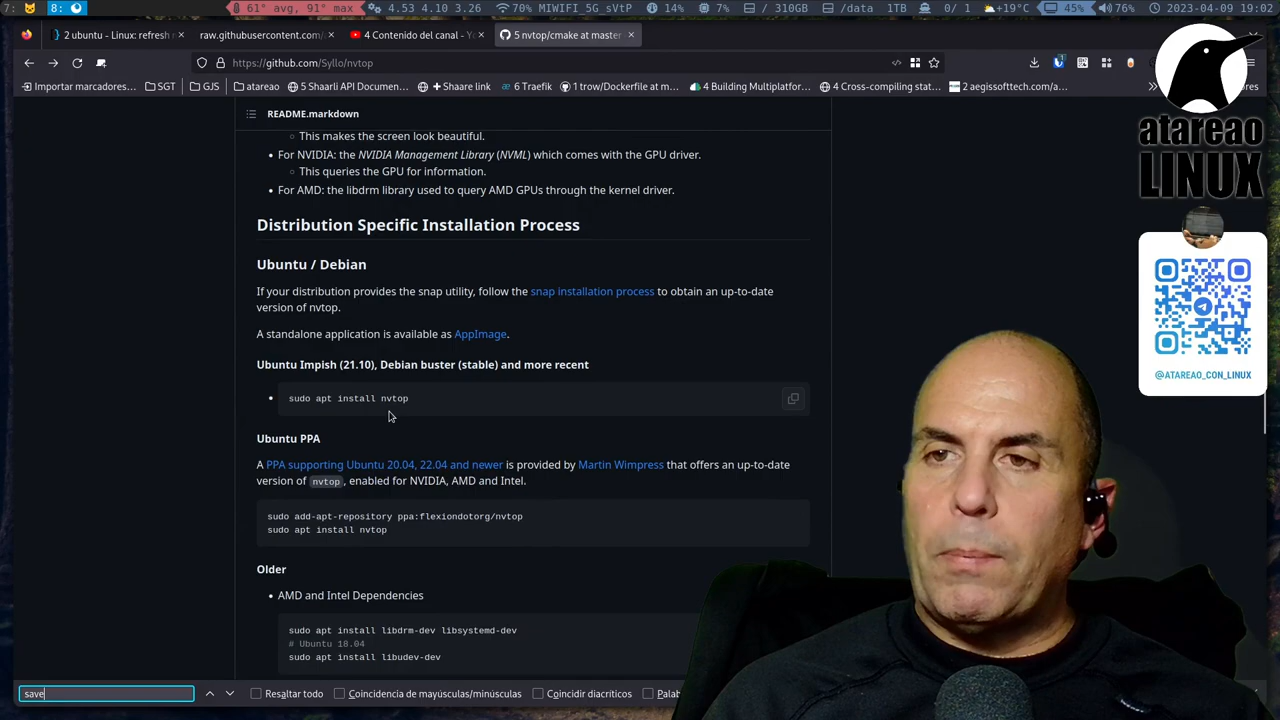 7: 8: 61° avg, 91° max 4.53 4.10 3.26 70% MIWIFI_5G_sVtP 14% 7% / 310GB /data 1TB 0/ 1 +19°C 45% 76% 2023-04-09 19:02
2 ubuntu - Linux: refresh r
raw.githubusercontent.com/
4 Contenido del canal - Yo
5 nvtop/cmake at master
https://github.com/Syllo/nvtop
Importar marcadores... SGT GJS atareao 5 Shaarli API Documen... Shaare link 6 Traefik 1 trow/Dockerfile at m... 4 Building Multiplatfor... 4 Cross-compiling stat... 2 aegissofttech.com/a...
README.markdown
This makes the screen look beautiful.
For NVIDIA: the NVIDIA Management Library (NVML) which comes with the GPU driver.
This queries the GPU for information.
For AMD: the libdrm library used to query AMD GPUs through the kernel driver.
Distribution Specific Installation Process
Ubuntu / Debian
If your distribution provides the snap utility, follow the snap installation process to obtain an up-to-date
version of nvtop.
A standalone application is available as AppImage.
Ubuntu Impish (21.10), Debian buster (stable) and more recent
sudo apt install nvtop
Ubuntu PPA
A PPA supporting Ubuntu 20.04, 22.04 and newer is provided by Martin Wimpress that offers an up-to-date
version of nvtop, enabled for NVIDIA, AMD and Intel.
sudo add-apt-repository ppa:flexiondotorg/nvtop
sudo apt install nvtop
Older
AMD and Intel Dependencies
sudo apt install libdrm-dev libsystemd-dev
# Ubuntu 18.04
sudo apt install libudev-dev
save Resaltar todo Coincidencia de mayúsculas/minúsculas Coincidir diacríticos Palab
atareao
LINUX
@ATAREAO_CON_LINUX